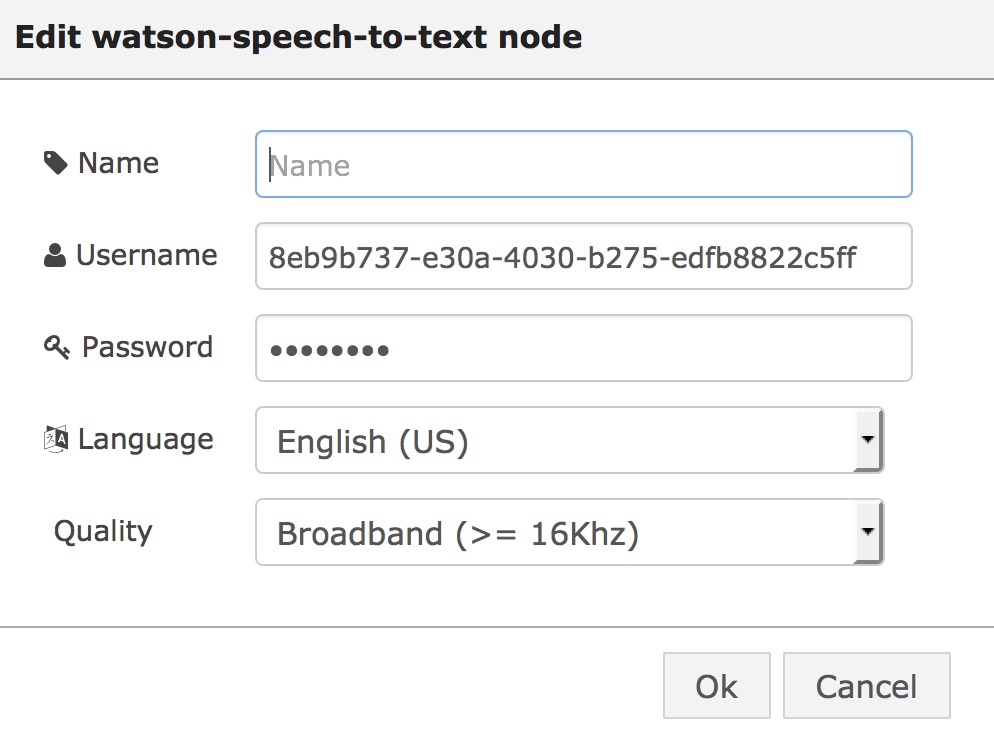 Edit watson-speech-to-text node
Name Name
Username 8eb9b737-e30a-4030-b275-edfb8822c5ff
Password ••••••••
Language English (US)
Quality Broadband (>= 16Khz)
Ok Cancel